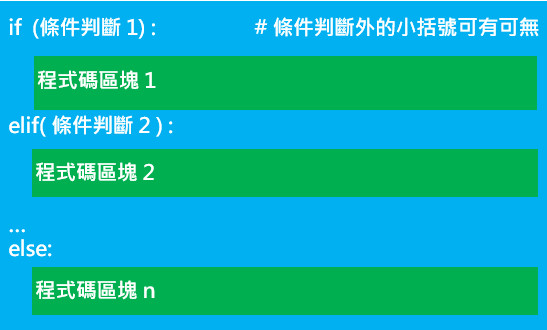 if (條件判斷1) : # 條件判斷外的小括號可有可無
程式碼區塊 1
elif( 條件判斷 2 ) :
程式碼區塊 2
...
else:
程式碼區塊 n